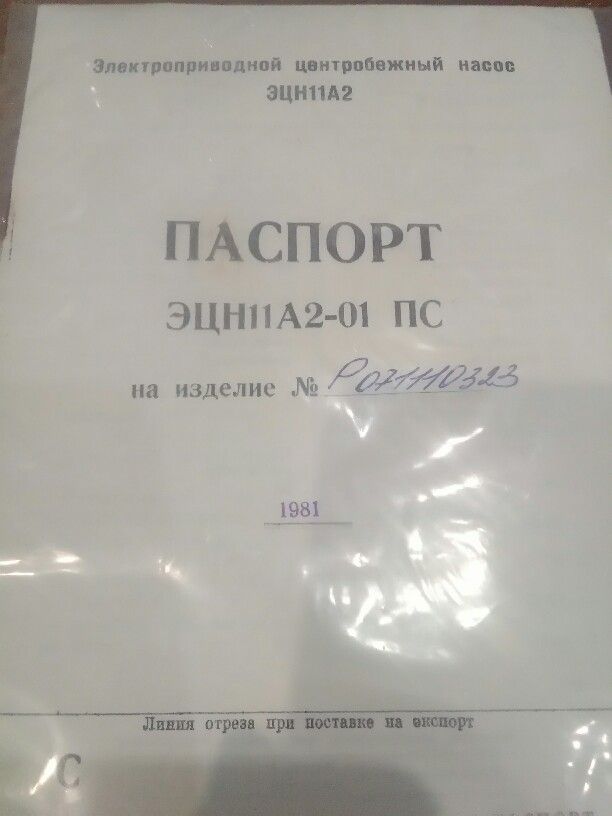 Электроприводной центробежный насос
ЭЦН11А2
ПАСПОРТ
ЭЦН11А2-01 ПС
на изделие № Р071110323
1981
Линия отреза при поставке на экспорт
С
ПАСПОРТ